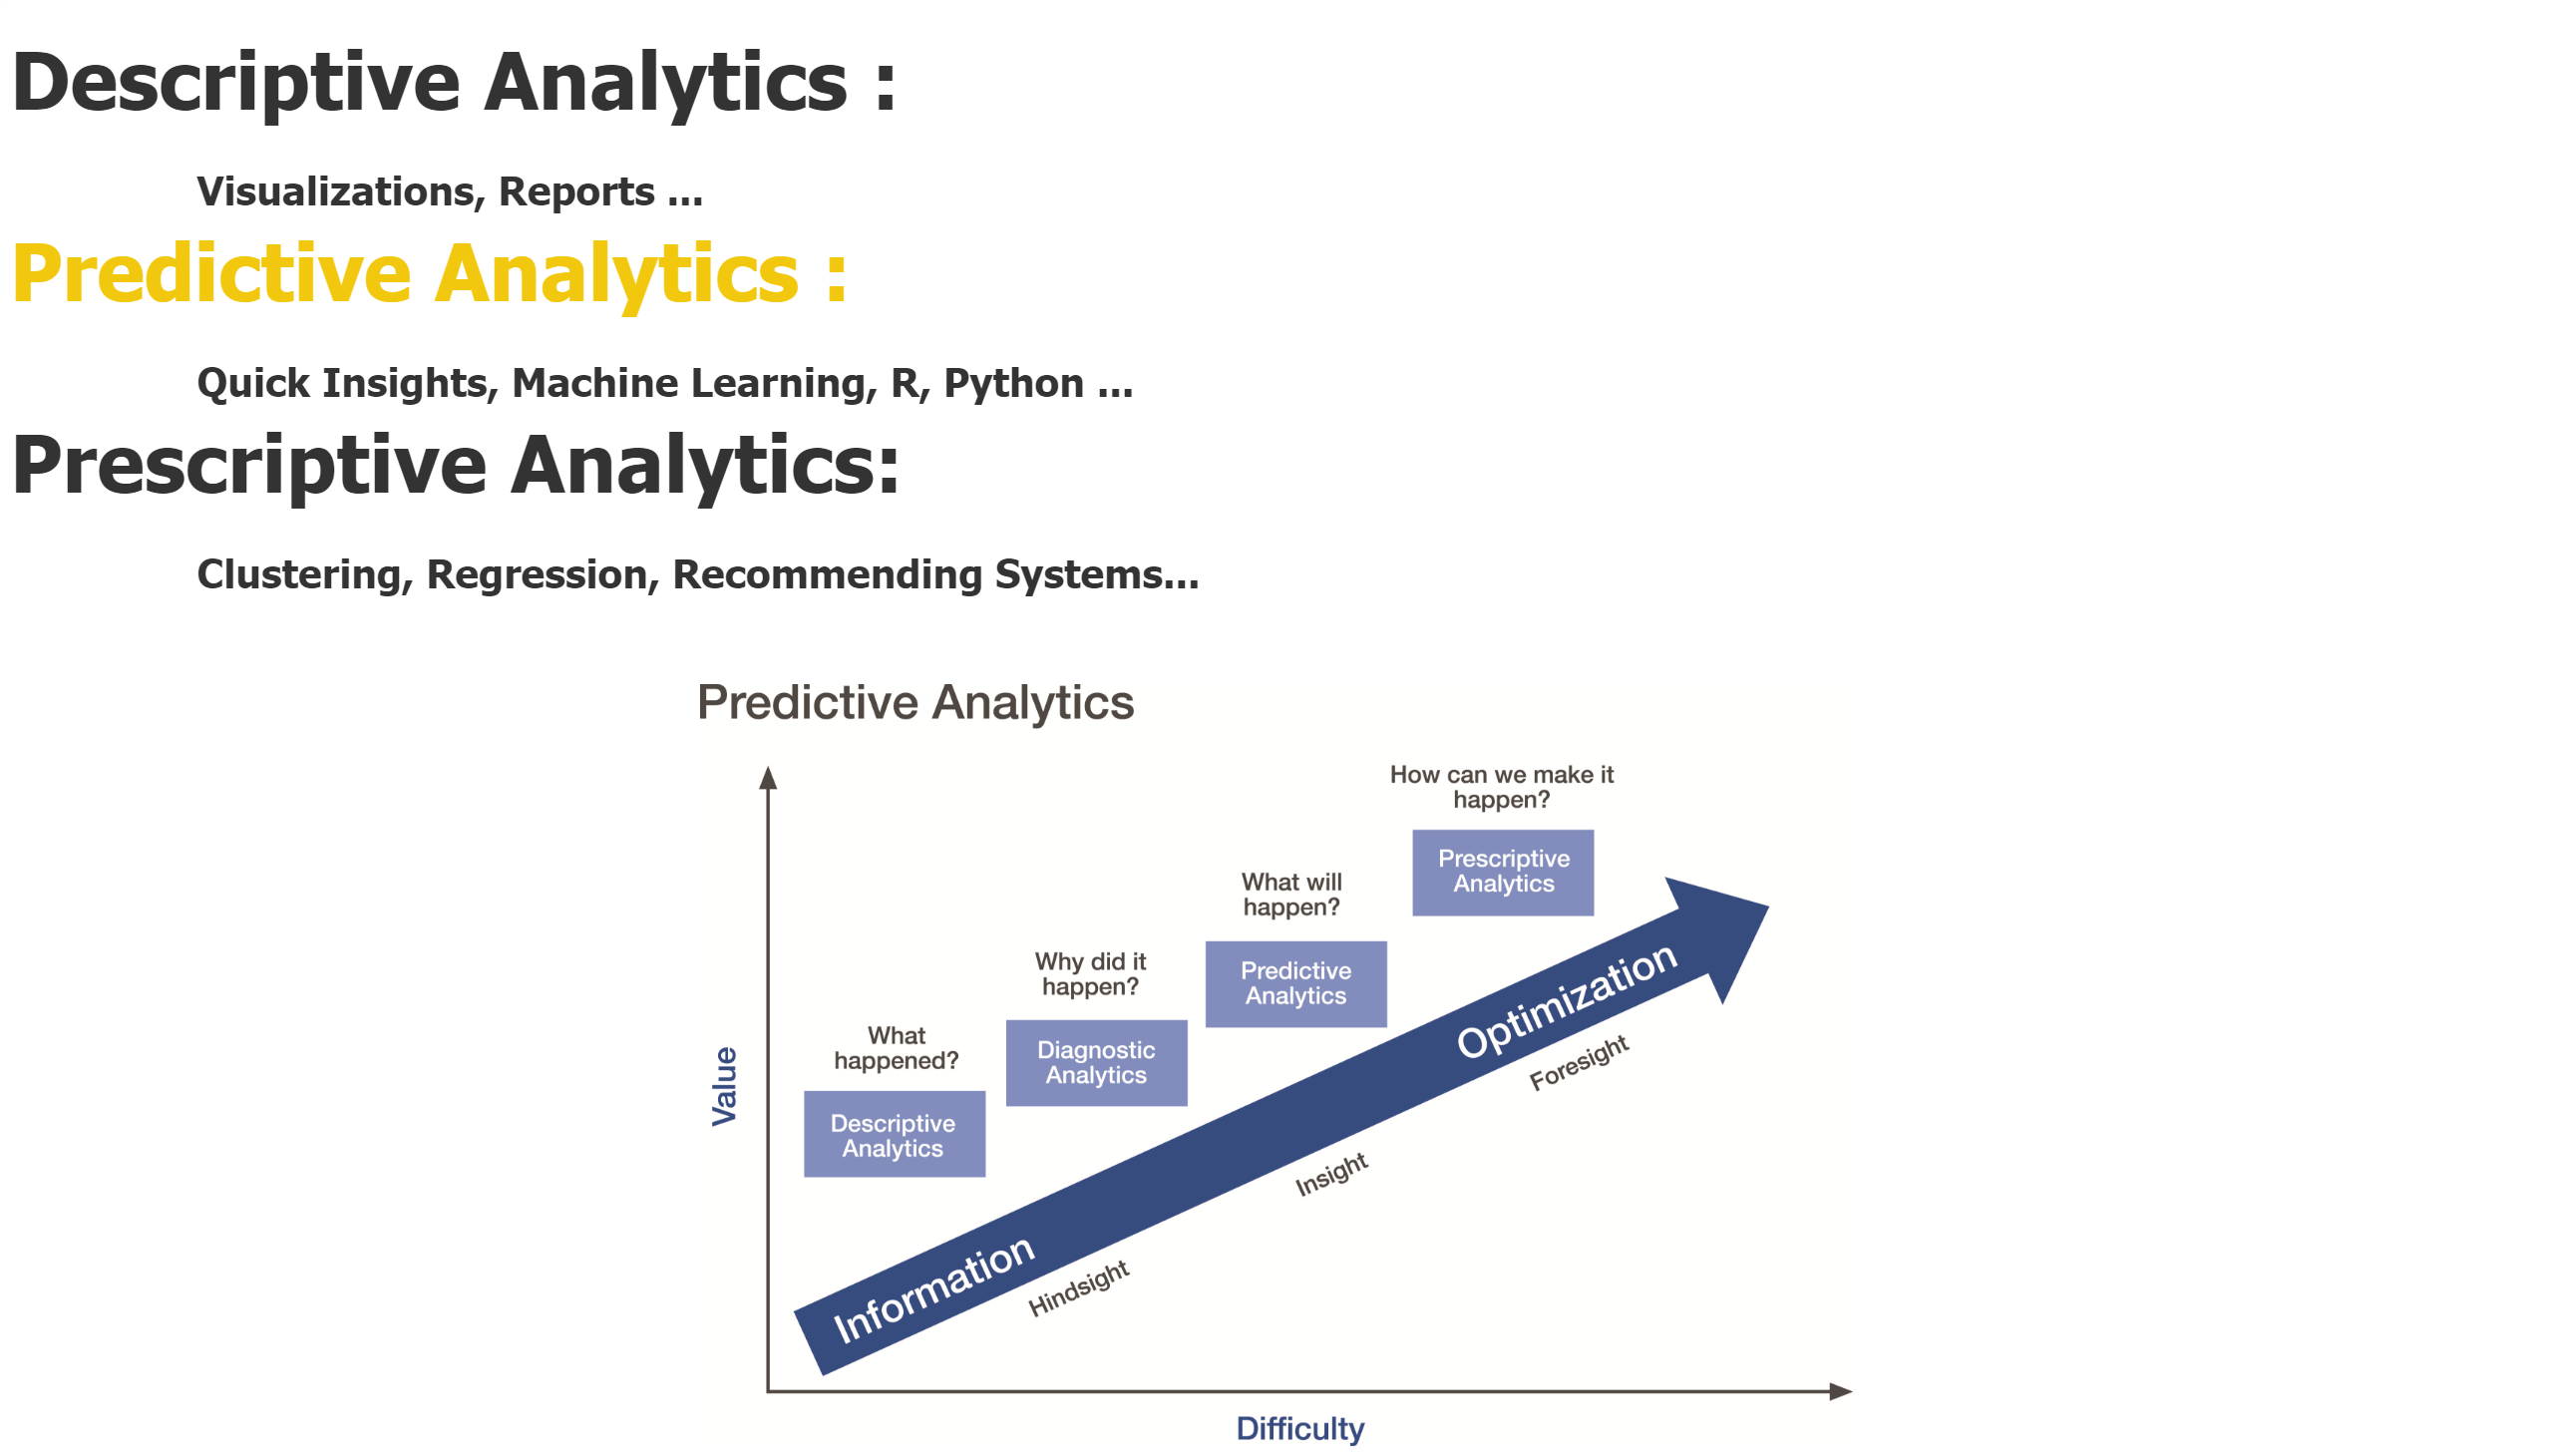 Descriptive Analytics :
Visualizations, Reports ...
Predictive Analytics :
Quick Insights, Machine Learning, R, Python ...
Prescriptive Analytics:
Clustering, Regression, Recommending Systems...
Predictive Analytics
How can we make it
happen?
Prescriptive
Analytics
What will
happen?
Predictive
Analytics
Why did it
happen?
Diagnostic
Analytics
What
happened?
Descriptive
Analytics
Value
Information
Optimization
Hindsight
Insight
Foresight
Difficulty